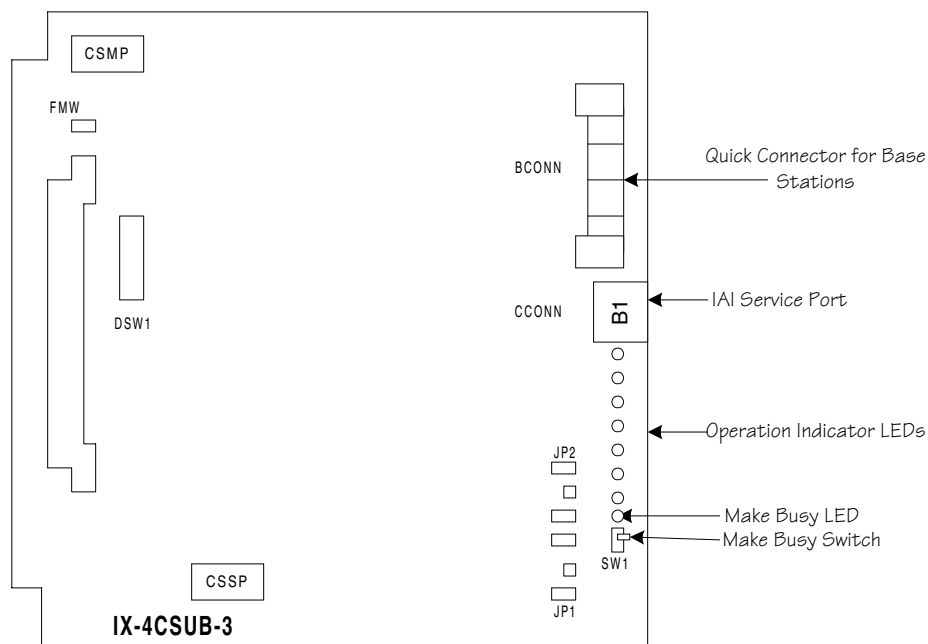 CSMP
FMW
BCONN
Quick Connector for Base
Stations
DSW1
CCONN
B1
IAI Service Port
Operation Indicator LEDs
JP2
Make Busy LED
Make Busy Switch
SW1
CSSP
JP1
IX-4CSUB-3